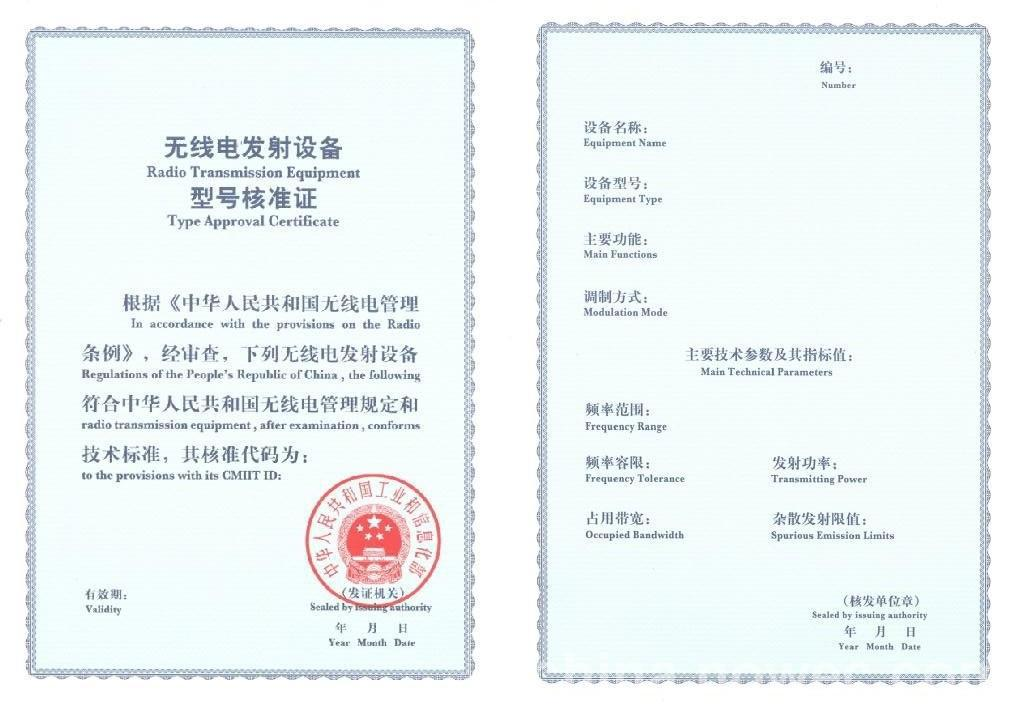 无线电发射设备
Radio Transmission Equipment
型号核准证
Type Approval Certificate
根据《中华人民共和国无线电管理
In accordance with the provisions on the Radio
条例》，经审查，下列无线电发射设备
Regulations of the People's Republic of China , the following
符合中华人民共和国无线电管理规定和
radio transmission equipment , after examination , conforms
技术标准，其核准代码为：
to the provisions with its CMIIT ID:
中华人民共和国工业和信息化部
有效期：
Validity
（发证机关）
Sealed by issuing authority
年 月 日
Year Month Date
编号：
Number
设备名称：
Equipment Name
设备型号：
Equipment Type
主要功能：
Main Functions
调制方式：
Modulation Mode
主要技术参数及其指标值：
Main Technical Parameters
频率范围：
Frequency Range
频率容限：
Frequency Tolerance
发射功率：
Transmitting Power
占用带宽：
Occupied Bandwidth
杂散发射限值：
Spurious Emission Limits
（核发单位章）
Sealed by issuing authority
年 月 日
Year Month Date